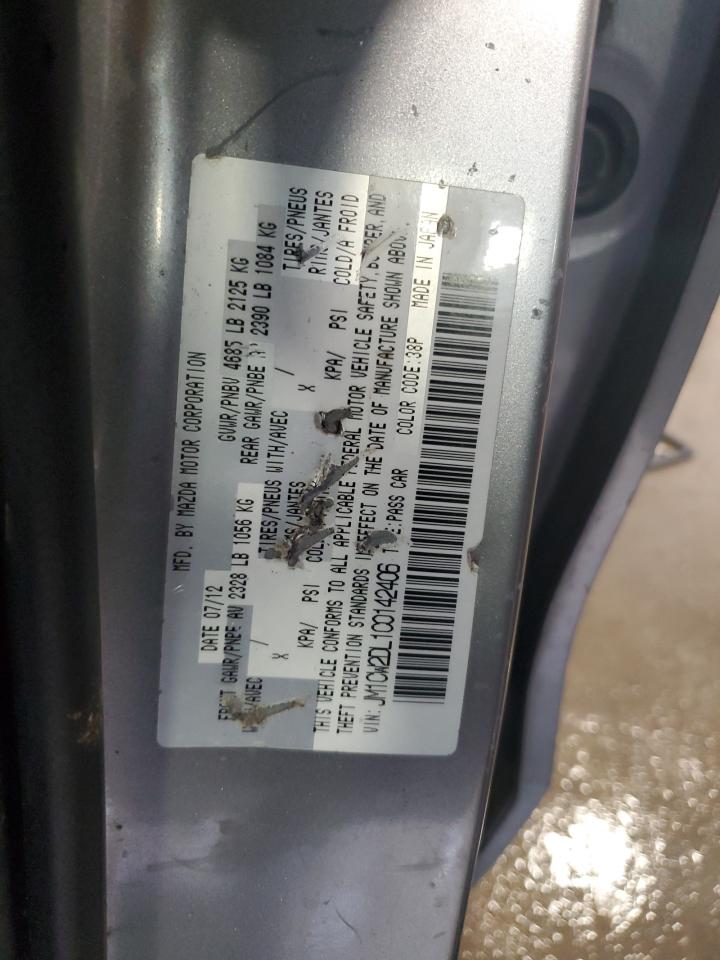 MFD. BY MAZDA MOTOR CORPORATION
DATE 07/12 GVWR/PNBV 4685 LB 2125 KG
FRONT GAWR/PNBE AV 2328 LB 1056 KG REAR GAWR/PNBE 2390 LB 1084 KG
/AVEC TIRES/PNEUS WITH/AVEC TIRES/PNEUS
/ /JANTES / /JANTES
X X
KPA/ PSI KPA/ PSI COLD/A FROID
THIS VEHICLE CONFORMS TO ALL APPLICABLE FEDERAL MOTOR VEHICLE SAFETY, BUMPER, AND
THEFT PREVENTION STANDARDS IN EFFECT ON THE DATE OF MANUFACTURE SHOWN ABOVE.
VIN: JM1CW2DL1C0142406 TYPE:PASS CAR COLOR CODE:38P MADE IN JAPAN